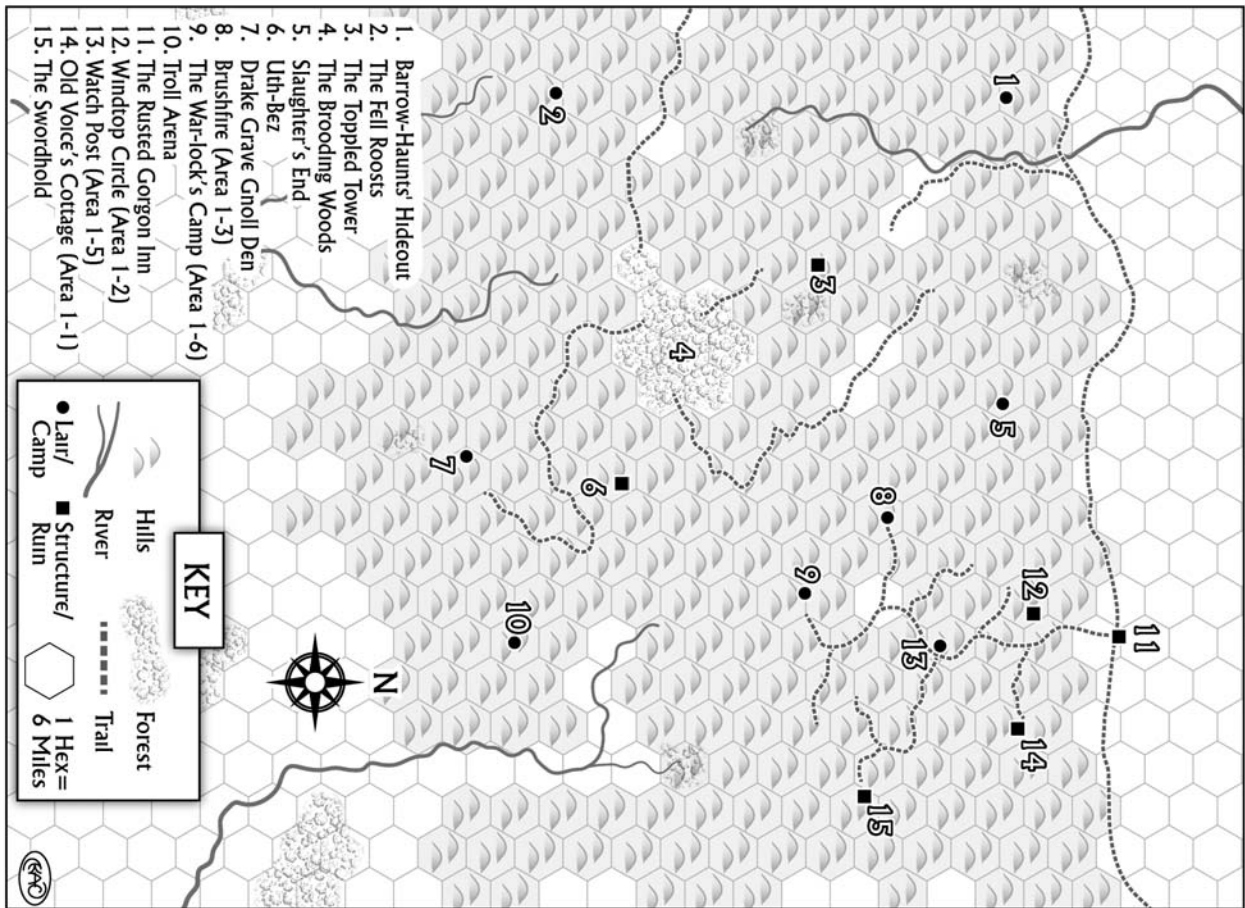 1. Barrow-Haunts' Hideout
2. The Fell Roosts
3. The Toppled Tower
4. The Brooding Woods
5. Slaughter's End
6. Uth-Bez
7. Drake Grave Gnoll Den
8. Brushfire (Area 1-3)
9. The War-lock's Camp (Area 1-6)
10. Troll Arena
11. The Rusted Gorgon Inn
12. Windtop Circle (Area 1-2)
13. Watch Post (Area 1-5)
14. Old Voice's Cottage (Area 1-1)
15. The Swordhold
1
2
3
4
5
6
7
8
9
10
11
12
13
14
15
N
KEY
Hills
Forest
River
Trail
Lair/
Camp
Structure/
Ruin
1 Hex=
6 Miles